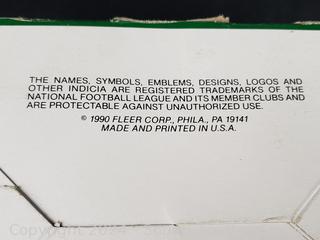 THE NAMES, SYMBOLS, EMBLEMS, DESIGNS, LOGOS AND
OTHER INDICIA ARE REGISTERED TRADEMARKS OF THE
NATIONAL FOOTBALL LEAGUE AND ITS MEMBER CLUBS AND
ARE PROTECTABLE AGAINST UNAUTHORIZED USE.
© 1990 FLEER CORP., PHILA., PA 19141
MADE AND PRINTED IN U.S.A.
Copyright